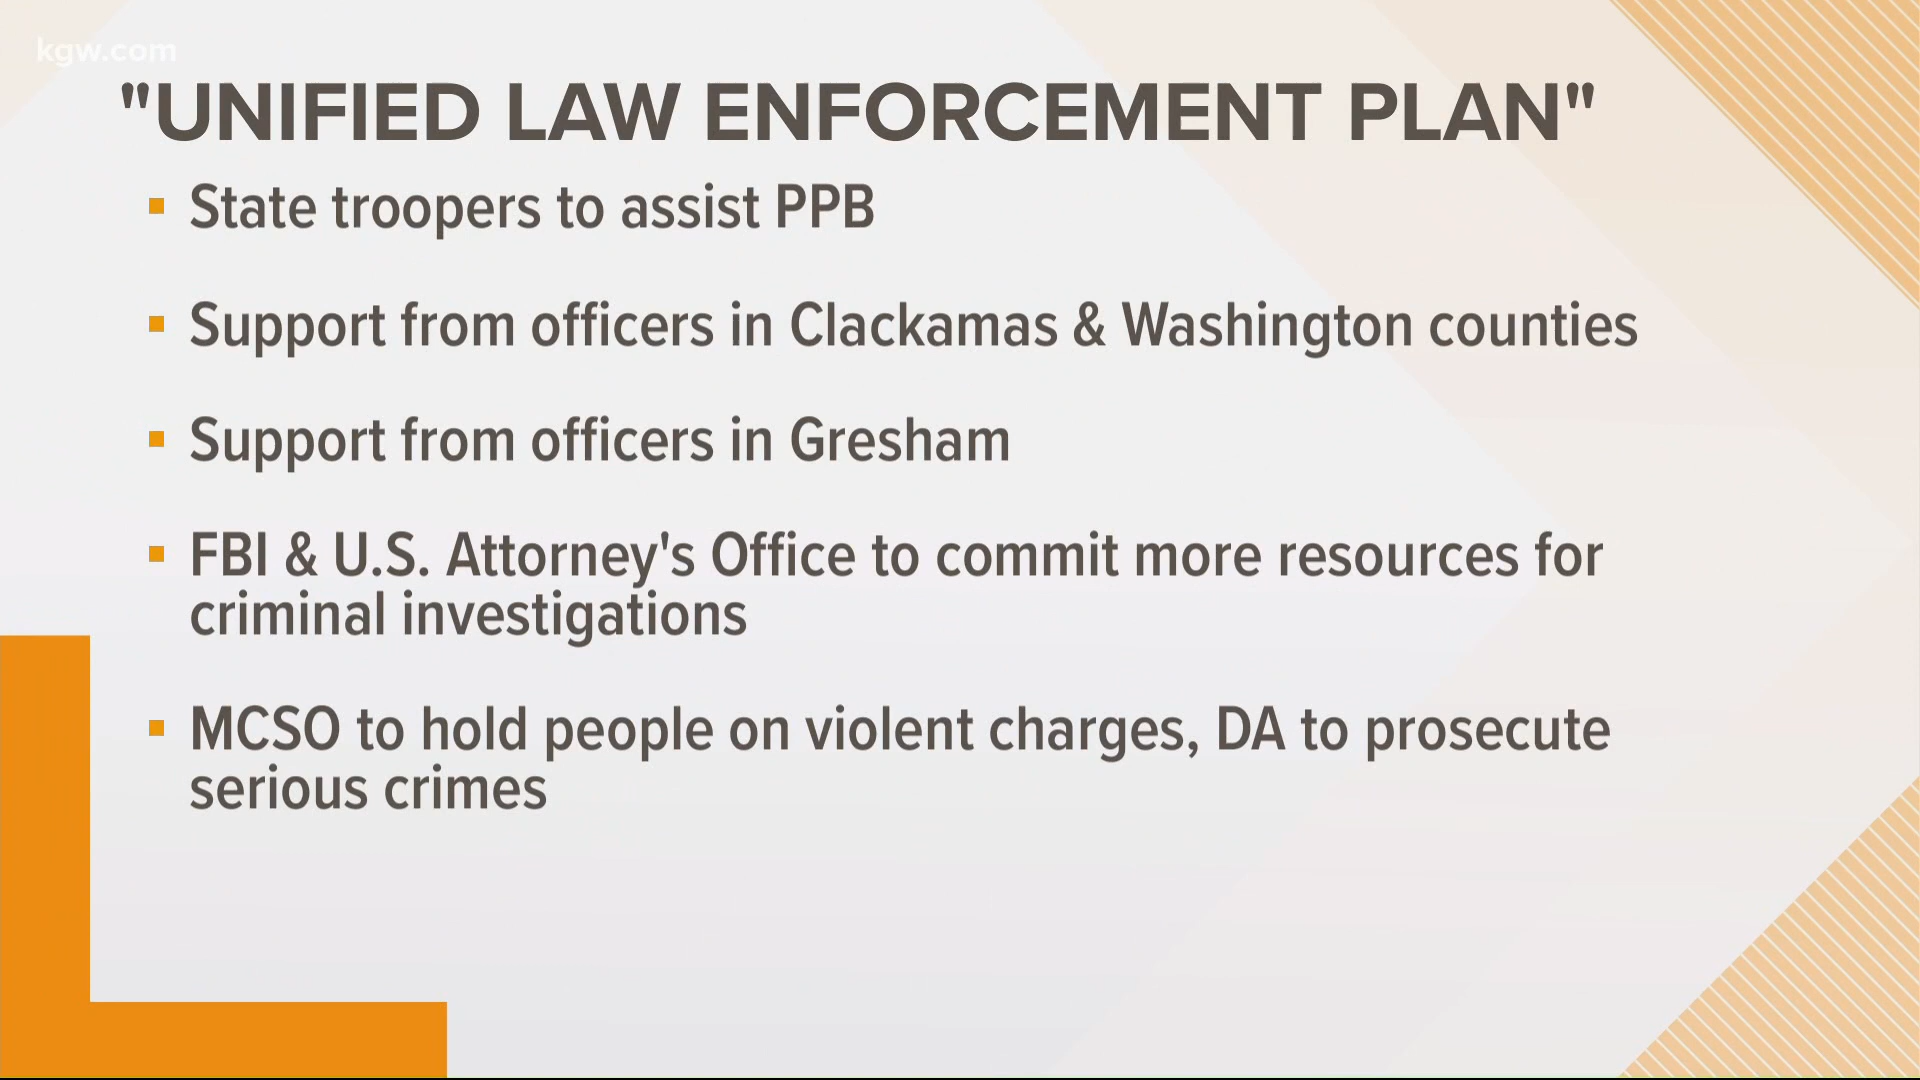 kgw.com
"UNIFIED LAW ENFORCEMENT PLAN"
▪ State troopers to assist PPB
▪ Support from officers in Clackamas & Washington counties
▪ Support from officers in Gresham
▪ FBI & U.S. Attorney's Office to commit more resources for
criminal investigations
▪ MCSO to hold people on violent charges, DA to prosecute
serious crimes